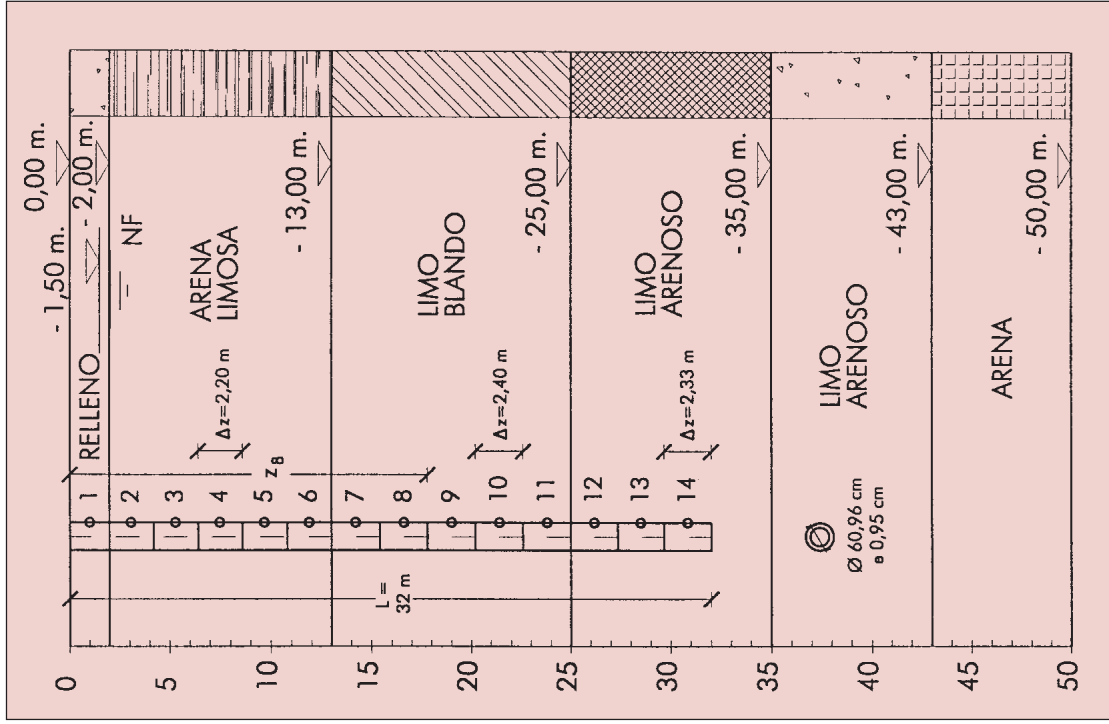 0,00 m.
- 1,50 m.
- 2,00 m.
RELLENO
NF
ARENA
LIMOSA
- 13,00 m.
Δz=2,20 m
LIMO
BLANDO
- 25,00 m.
Δz=2,40 m
LIMO
ARENOSO
- 35,00 m.
Δz=2,33 m
LIMO
ARENOSO
- 43,00 m.
ARENA
- 50,00 m.
zB
1
2
3
4
5
6
7
8
9
10
11
12
13
14
L =
32 m
Ø 60,96 cm
e 0,95 cm
0
5
10
15
20
25
30
35
40
45
50